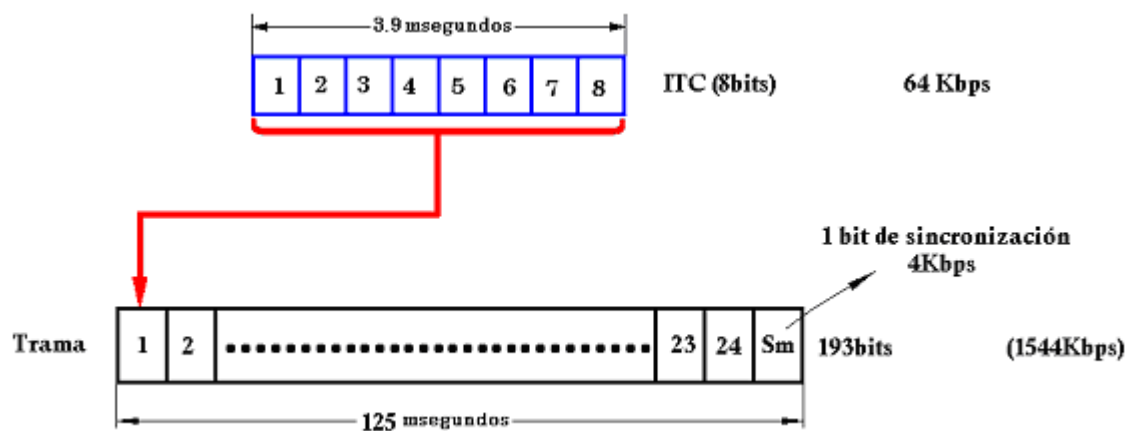 3.9 msegundos
1 2 3 4 5 6 7 8 ITC (8bits) 64 Kbps
1 bit de sincronización
4Kbps
Trama 1 2 23 24 Sm 193bits (1544Kbps)
125 msegundos